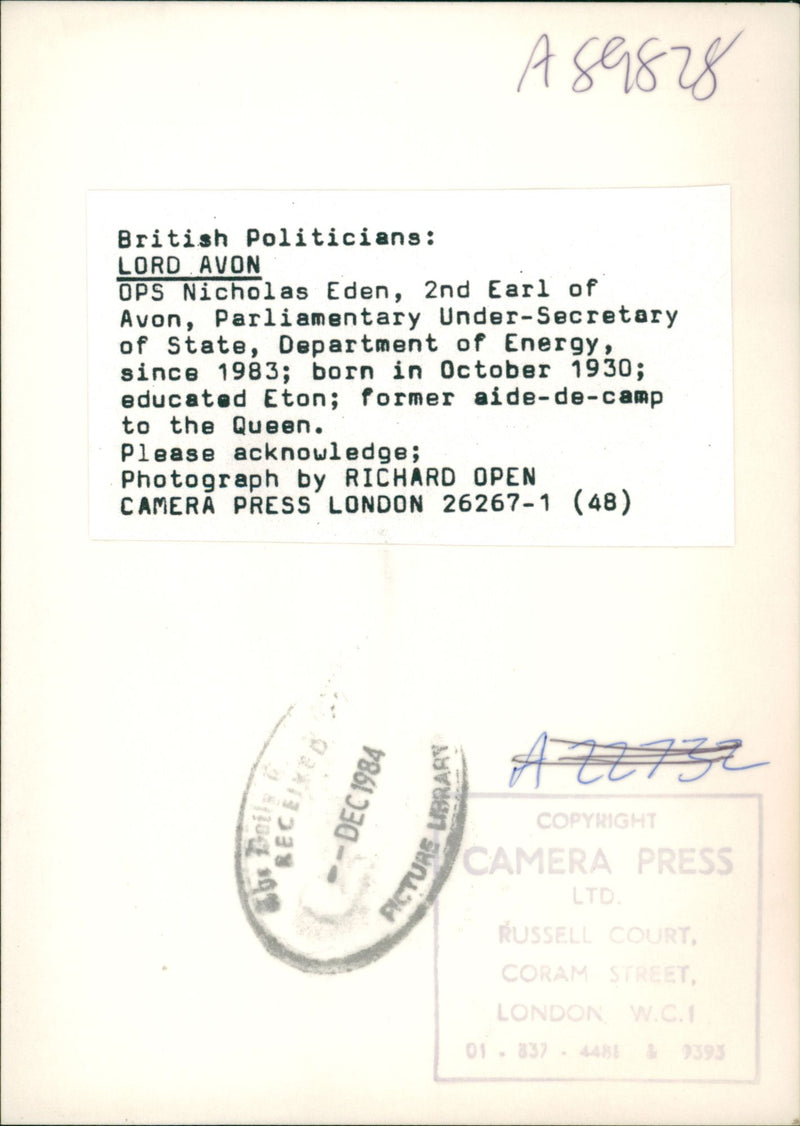 A89828
British Politicians:
LORD AVON
OPS Nicholas Eden, 2nd Earl of
Avon, Parliamentary Under-Secretary
of State, Department of Energy,
since 1983; born in October 1930;
educated Eton; former aide-de-camp
to the Queen.
Please acknowledge;
Photograph by RICHARD OPEN
CAMERA PRESS LONDON 26267-1 (48)
RECEIVED
--DEC 1984
PICTURE LIBRARY
A22732
COPYRIGHT
CAMERA PRESS
LTD.
RUSSELL COURT,
CORAM STREET,
LONDON W.C.1
01 - 837 - 4488 & 9393